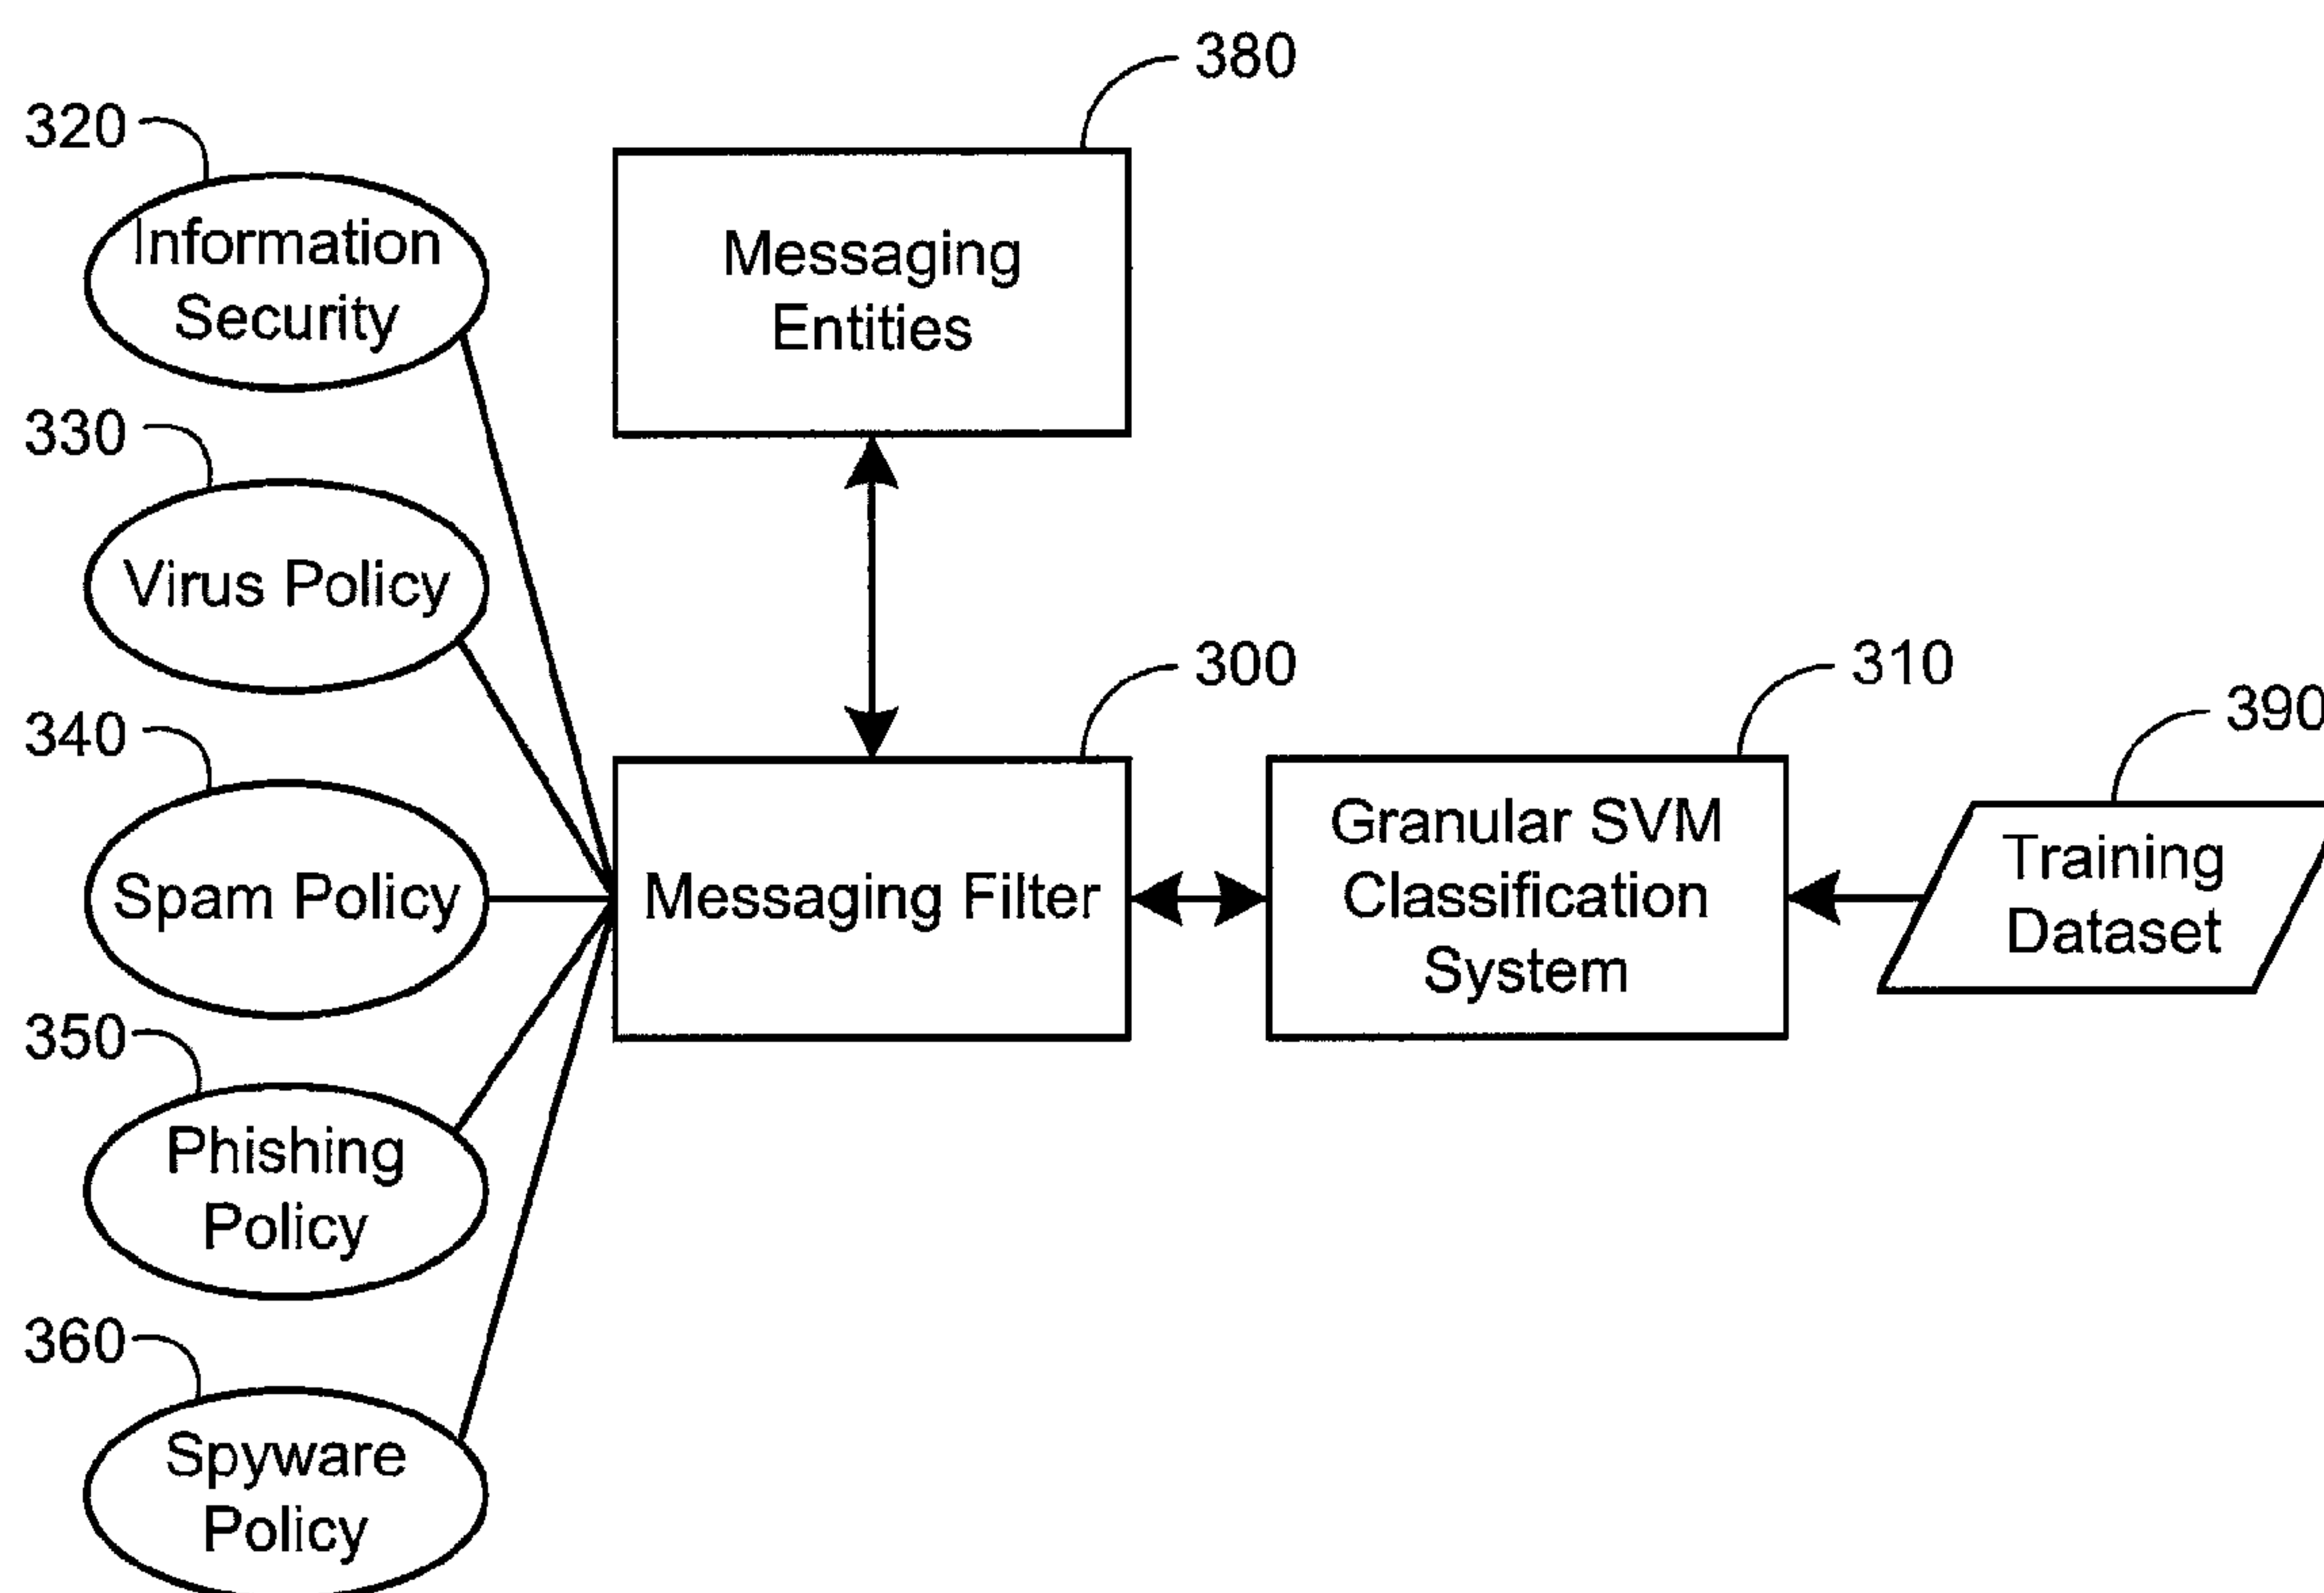 380
320
Information
Security
Messaging
Entities
330
Virus Policy
300
310
390
340
Spam Policy
Messaging Filter
Granular SVM
Classification
System
Training
Dataset
350
Phishing
Policy
360
Spyware
Policy